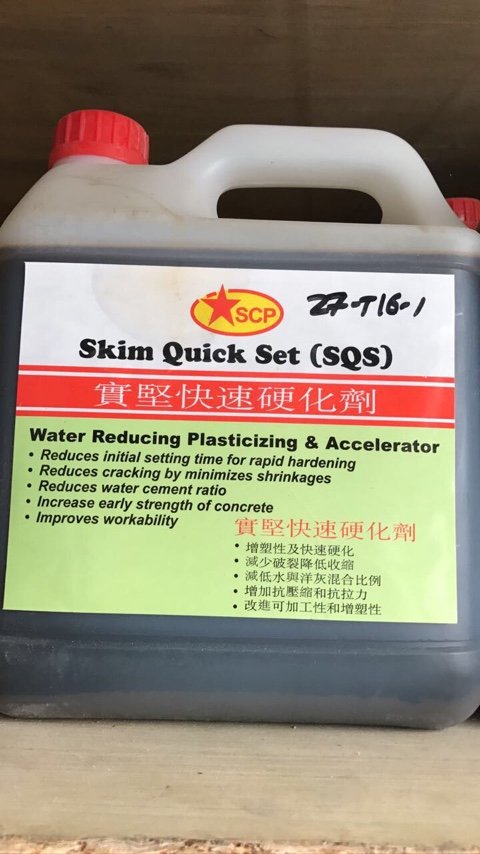 SCP
27-T16-1
Skim Quick Set (SQS)
實堅快速硬化劑
Water Reducing Plasticizing & Accelerator
• Reduces initial setting time for rapid hardening
• Reduces cracking by minimizes shrinkages
• Reduces water cement ratio
• Increase early strength of concrete
• Improves workability
實堅快速硬化劑
• 增塑性及快速硬化
• 減少破裂降低收縮
• 減低水與洋灰混合比例
• 增加抗壓縮和抗拉力
• 改進可加工性和增塑性